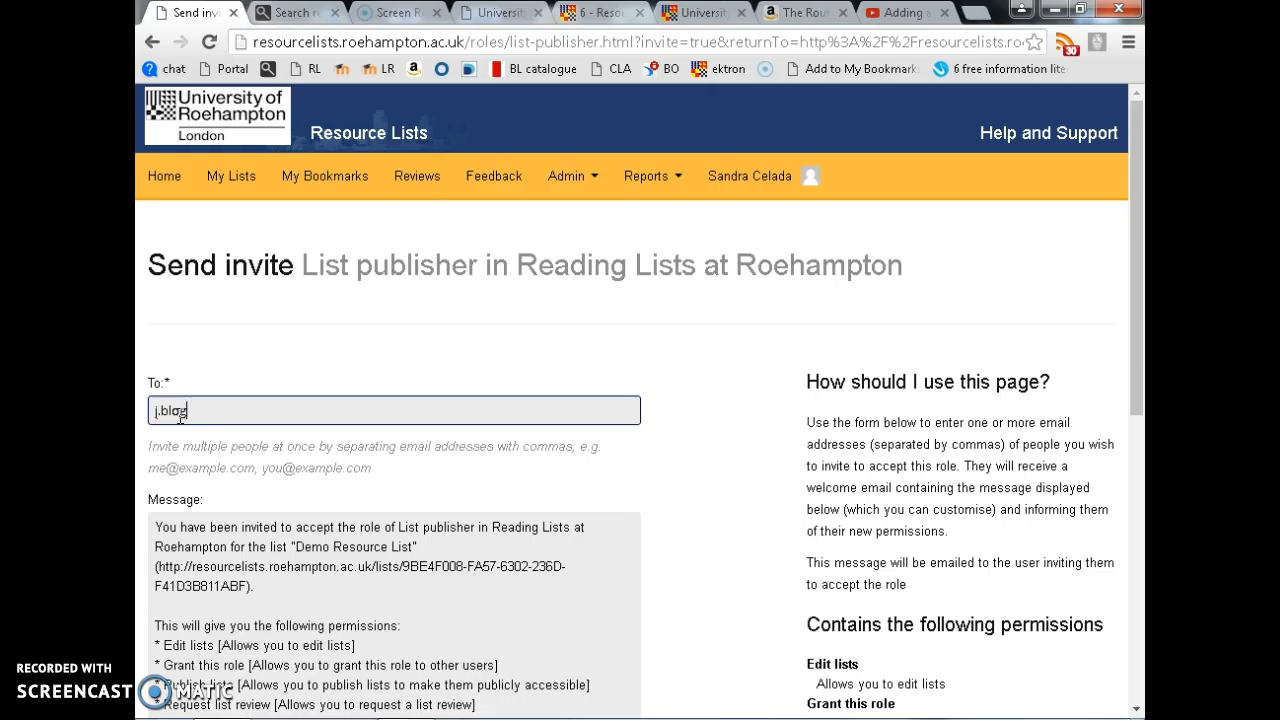 Send invi
Search r
Screen R
Universit
6 - Reso
Universit
The Rout
Adding a
resourcelists.roehampton.ac.uk/roles/list-publisher.html?invite=true&returnTo=http%3A%2F%2Fresourcelists.ro
30
chat
Portal
RL
LR
BL catalogue
CLA
BO
ektron
Add to My Bookmark
6 free information lite
University of
Roehampton
London
Resource Lists
Help and Support
Home
My Lists
My Bookmarks
Reviews
Feedback
Admin
Reports
Sandra Celada
Send invite List publisher in Reading Lists at Roehampton
To:*
j.blog
Invite multiple people at once by separating email addresses with commas, e.g.
me@example.com, you@example.com
Message:
You have been invited to accept the role of List publisher in Reading Lists at
Roehampton for the list "Demo Resource List"
(http://resourcelists.roehampton.ac.uk/lists/9BE4F008-FA57-6302-236D-
F41D3B811ABF).
This will give you the following permissions:
* Edit lists [Allows you to edit lists]
* Grant this role [Allows you to grant this role to other users]
* Publish lists [Allows you to publish lists to make them publicly accessible]
* Request list review [Allows you to request a list review]
How should I use this page?
Use the form below to enter one or more email
addresses (separated by commas) of people you wish
to invite to accept this role. They will receive a
welcome email containing the message displayed
below (which you can customise) and informing them
of their new permissions.
This message will be emailed to the user inviting them
to accept the role
Contains the following permissions
Edit lists
Allows you to edit lists
Grant this role
RECORDED WITH
SCREENCAST MATIC